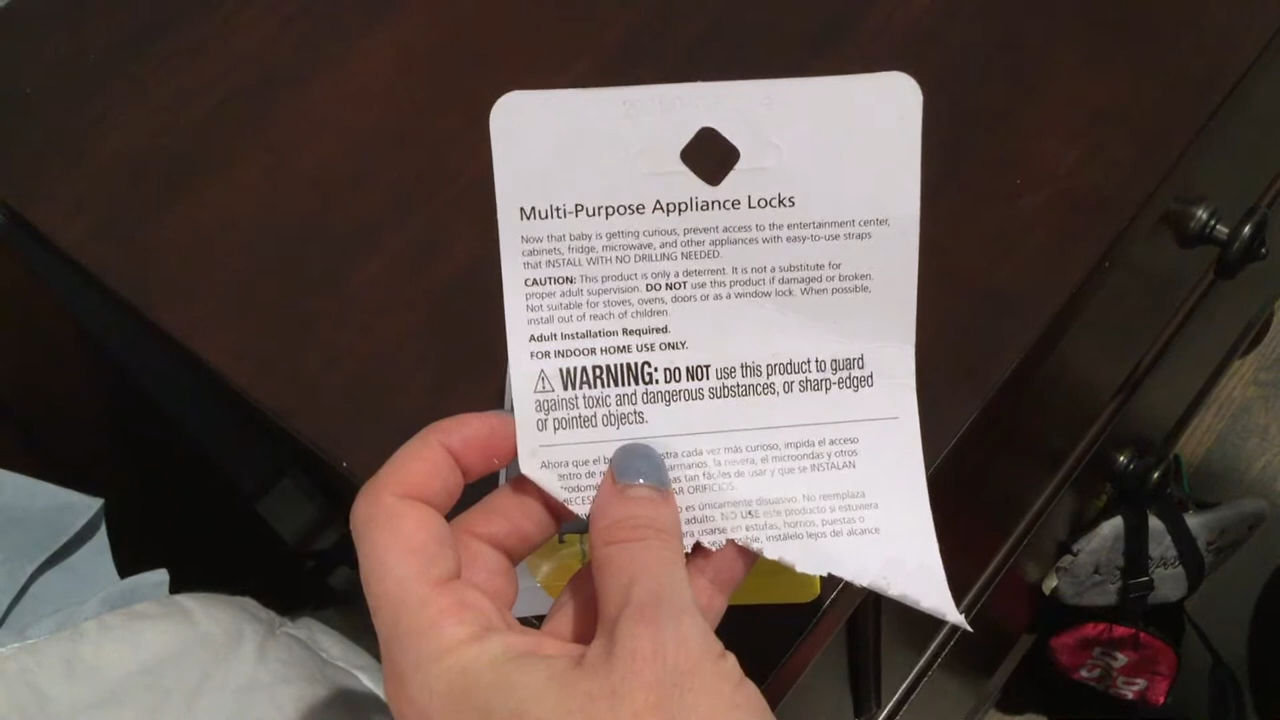 Multi-Purpose Appliance Locks
Now that baby is getting curious, prevent access to the entertainment center,
cabinets, fridge, microwave, and other appliances with easy-to-use straps
that INSTALL WITH NO DRILLING NEEDED.
CAUTION: This product is only a deterrent. It is not a substitute for
proper adult supervision. DO NOT use this product if damaged or broken.
Not suitable for stoves, ovens, doors or as a window lock. When possible,
install out of reach of children.
Adult Installation Required.
FOR INDOOR HOME USE ONLY.
WARNING: DO NOT use this product to guard
against toxic and dangerous substances, or sharp-edged
or pointed objects.
Ahora que el cada vez más curioso, impida el acceso
armarios, la nevera, el microondas y otros
tan fáciles de usar y que se INSTALAN
ORIFICIOS.
es únicamente disuasivo. No reemplaza
adulto. NO USE este producto si estuviera
usarse en estufas, hornos, puestas o
instálelo lejos del alcance